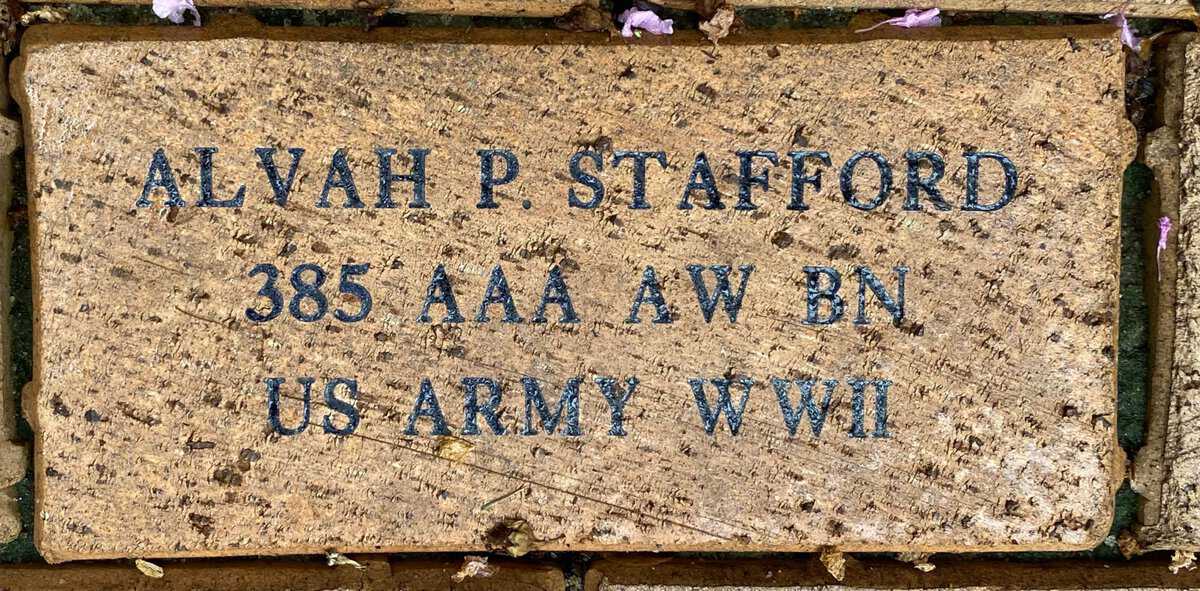 ALVAH P. STAFFORD
385 AAA AW BN
US ARMY WWII